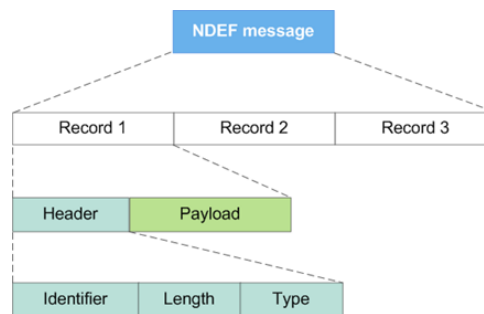 NDEF message
Record 1 Record 2 Record 3
Header Payload
Identifier Length Type